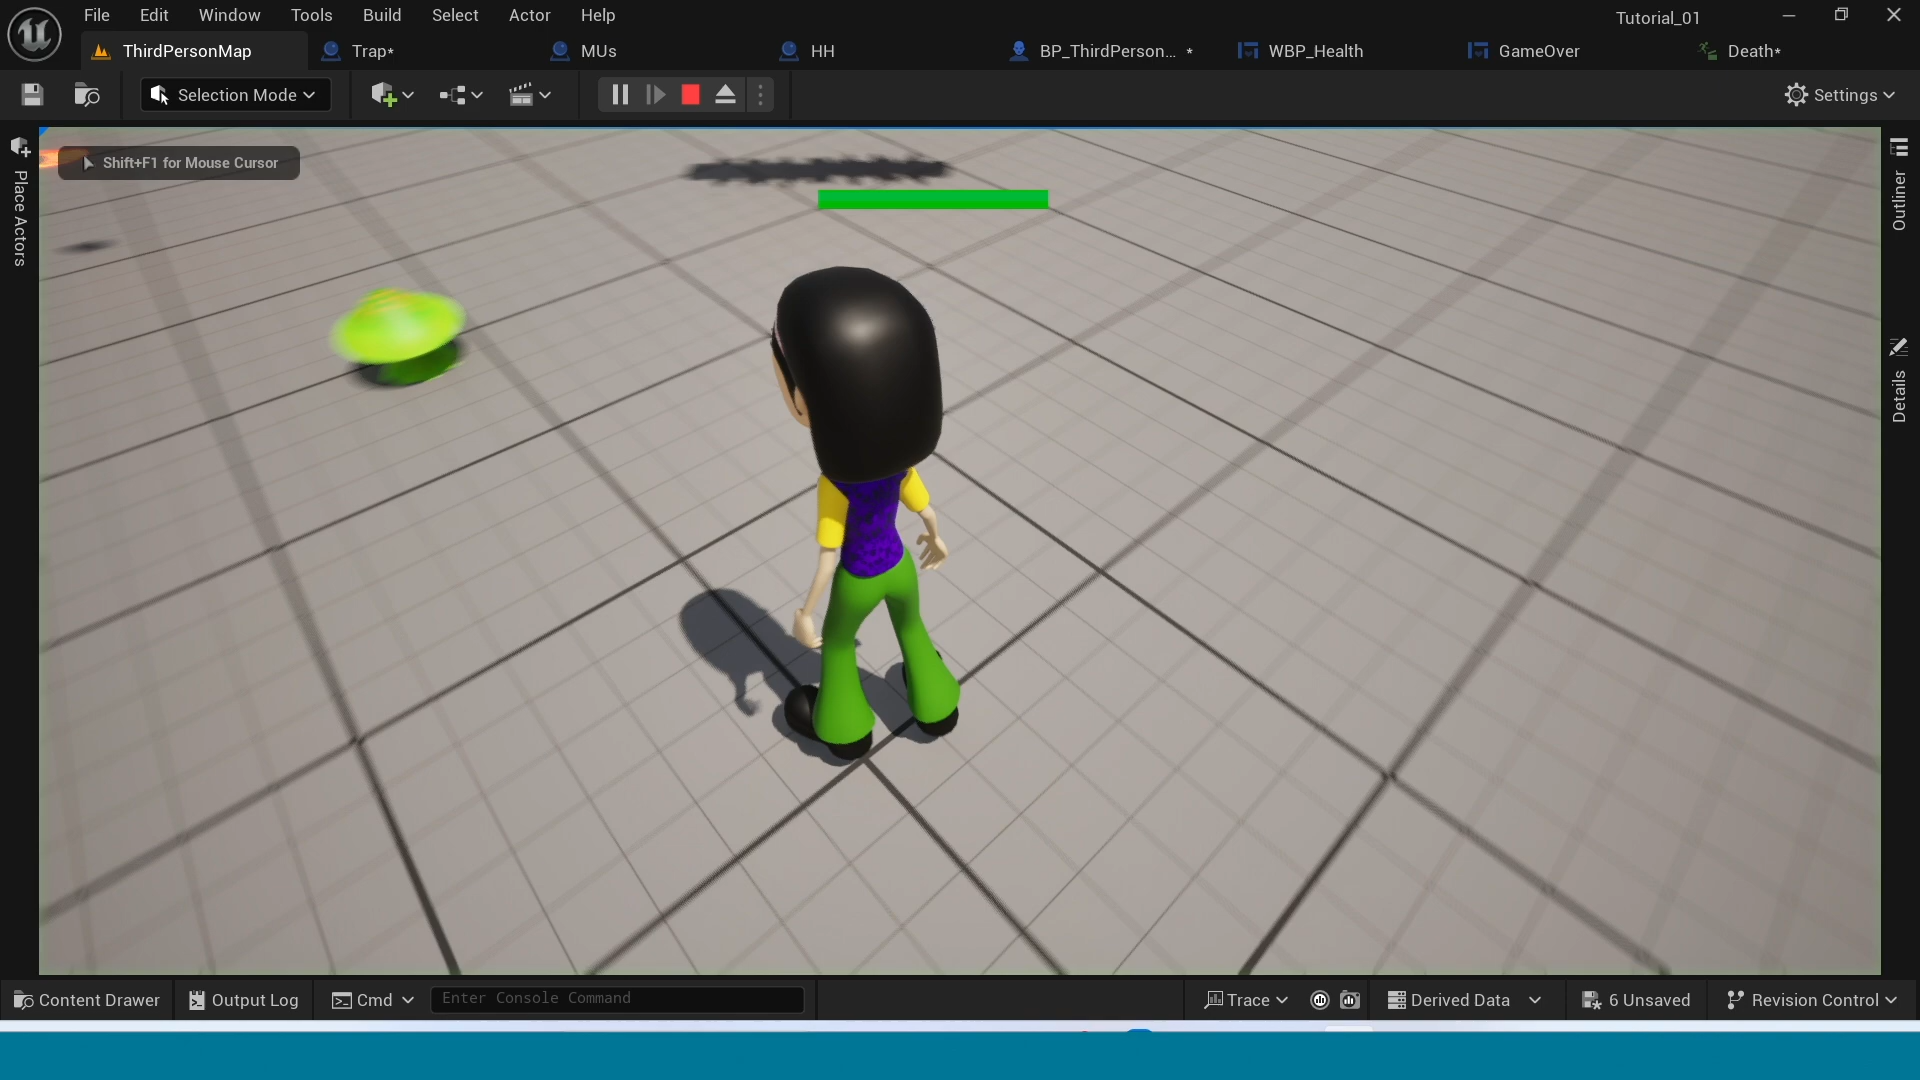 File Edit Window Tools Build Select Actor Help Tutorial_01
ThirdPersonMap Trap* MUs HH BP_ThirdPerson... * WBP_Health GameOver Death*
Selection Mode Settings
Shift+F1 for Mouse Cursor
Place Actors
Outliner
Details
Content Drawer Output Log Cmd Enter Console Command Trace Derived Data 6 Unsaved Revision Control